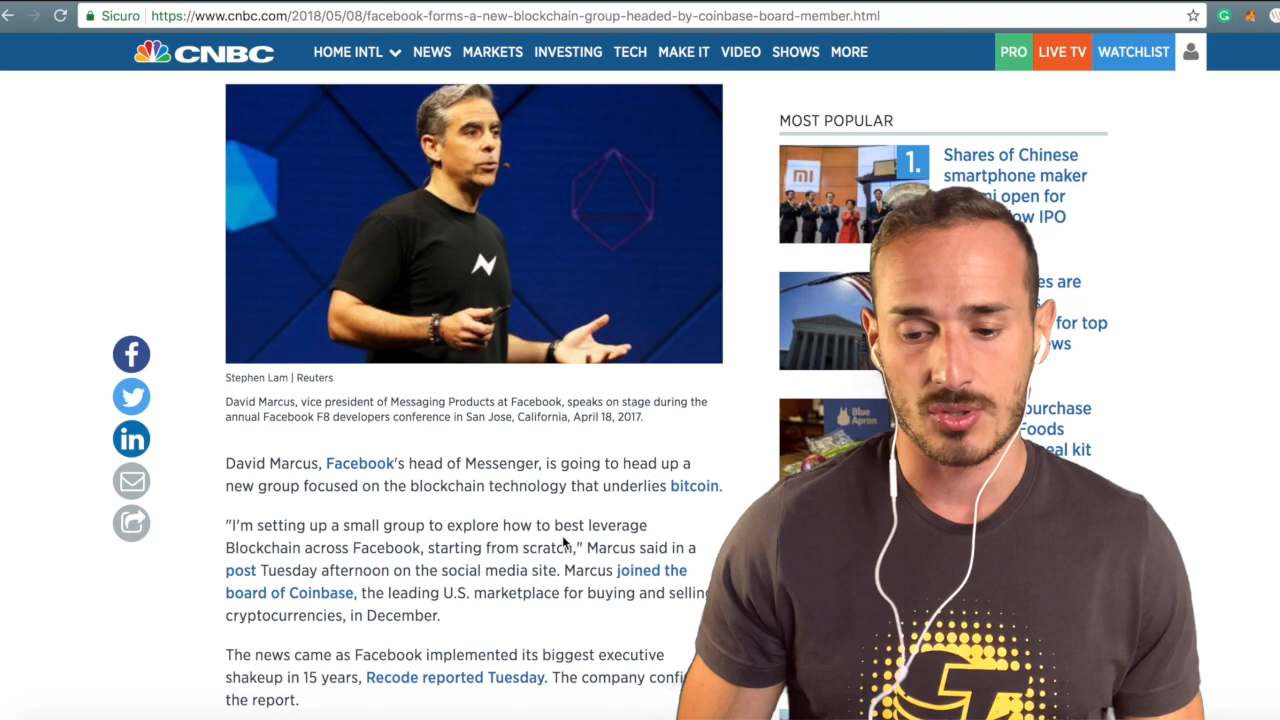 Sicuro https://www.cnbc.com/2018/05/08/facebook-forms-a-new-blockchain-group-headed-by-coinbase-board-member.html
CNBC HOME INTL NEWS MARKETS INVESTING TECH MAKE IT VIDEO SHOWS MORE PRO LIVE TV WATCHLIST
Stephen Lam | Reuters
David Marcus, vice president of Messaging Products at Facebook, speaks on stage during the
annual Facebook F8 developers conference in San Jose, California, April 18, 2017.
David Marcus, Facebook's head of Messenger, is going to head up a
new group focused on the blockchain technology that underlies bitcoin.
"I'm setting up a small group to explore how to best leverage
Blockchain across Facebook, starting from scratch," Marcus said in a
post Tuesday afternoon on the social media site. Marcus joined the
board of Coinbase, the leading U.S. marketplace for buying and selling
cryptocurrencies, in December.
The news came as Facebook implemented its biggest executive
shakeup in 15 years, Recode reported Tuesday. The company confi
the report.
MOST POPULAR
1.
Shares of Chinese
smartphone maker
open for
IPO
are
for top
purchase
Foods
kit
Blue
Apron